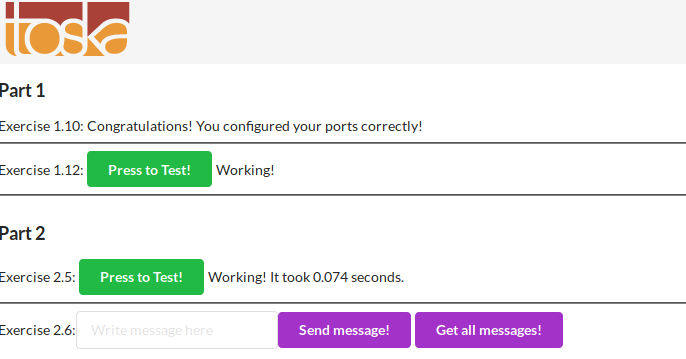 toska
Part 1
Exercise 1.10: Congratulations! You configured your ports correctly!
Exercise 1.12: Press to Test! Working!
Part 2
Exercise 2.5: Press to Test! Working! It took 0.074 seconds.
Exercise 2.6: Write message here Send message! Get all messages!